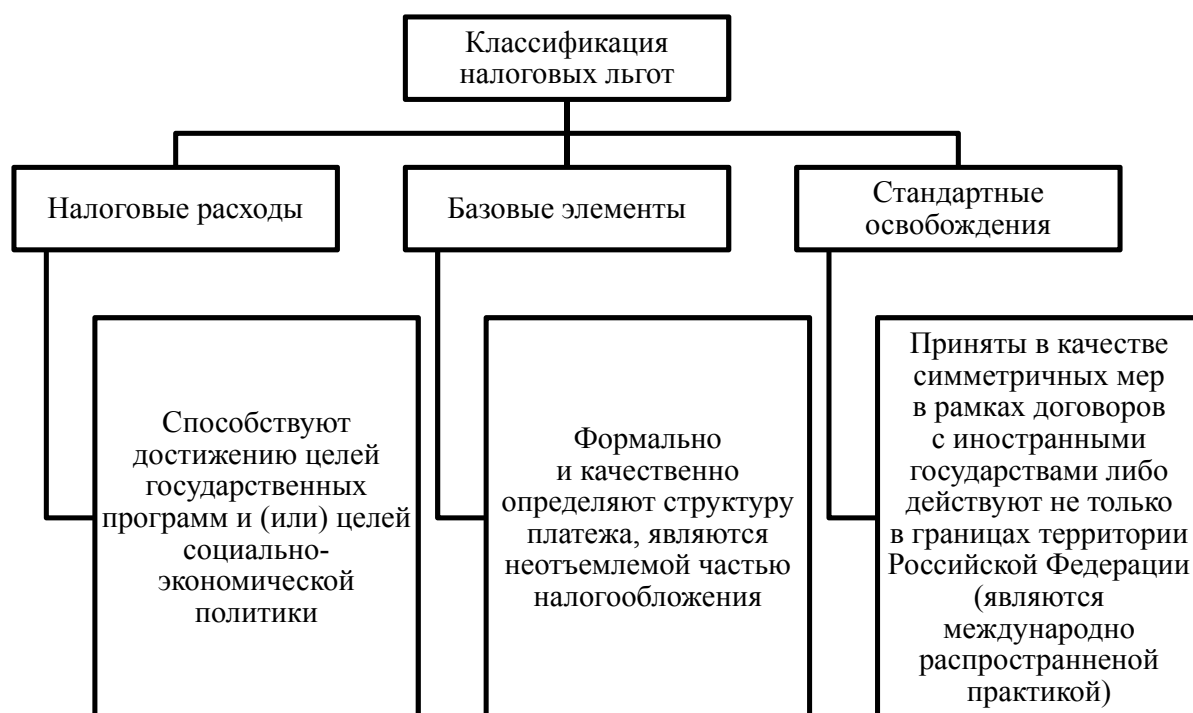 Классификация
налоговых льгот
Налоговые расходы
Базовые элементы
Стандартные
освобождения
Способствуют
достижению целей
государственных
программ и (или) целей
социально-
экономической
политики
Формально
и качественно
определяют структуру
платежа, являются
неотъемлемой частью
налогообложения
Приняты в качестве
симметричных мер
в рамках договоров
с иностранными
государствами либо
действуют не только
в границах территории
Российской Федерации
(являются
международно
распространненой
практикой)